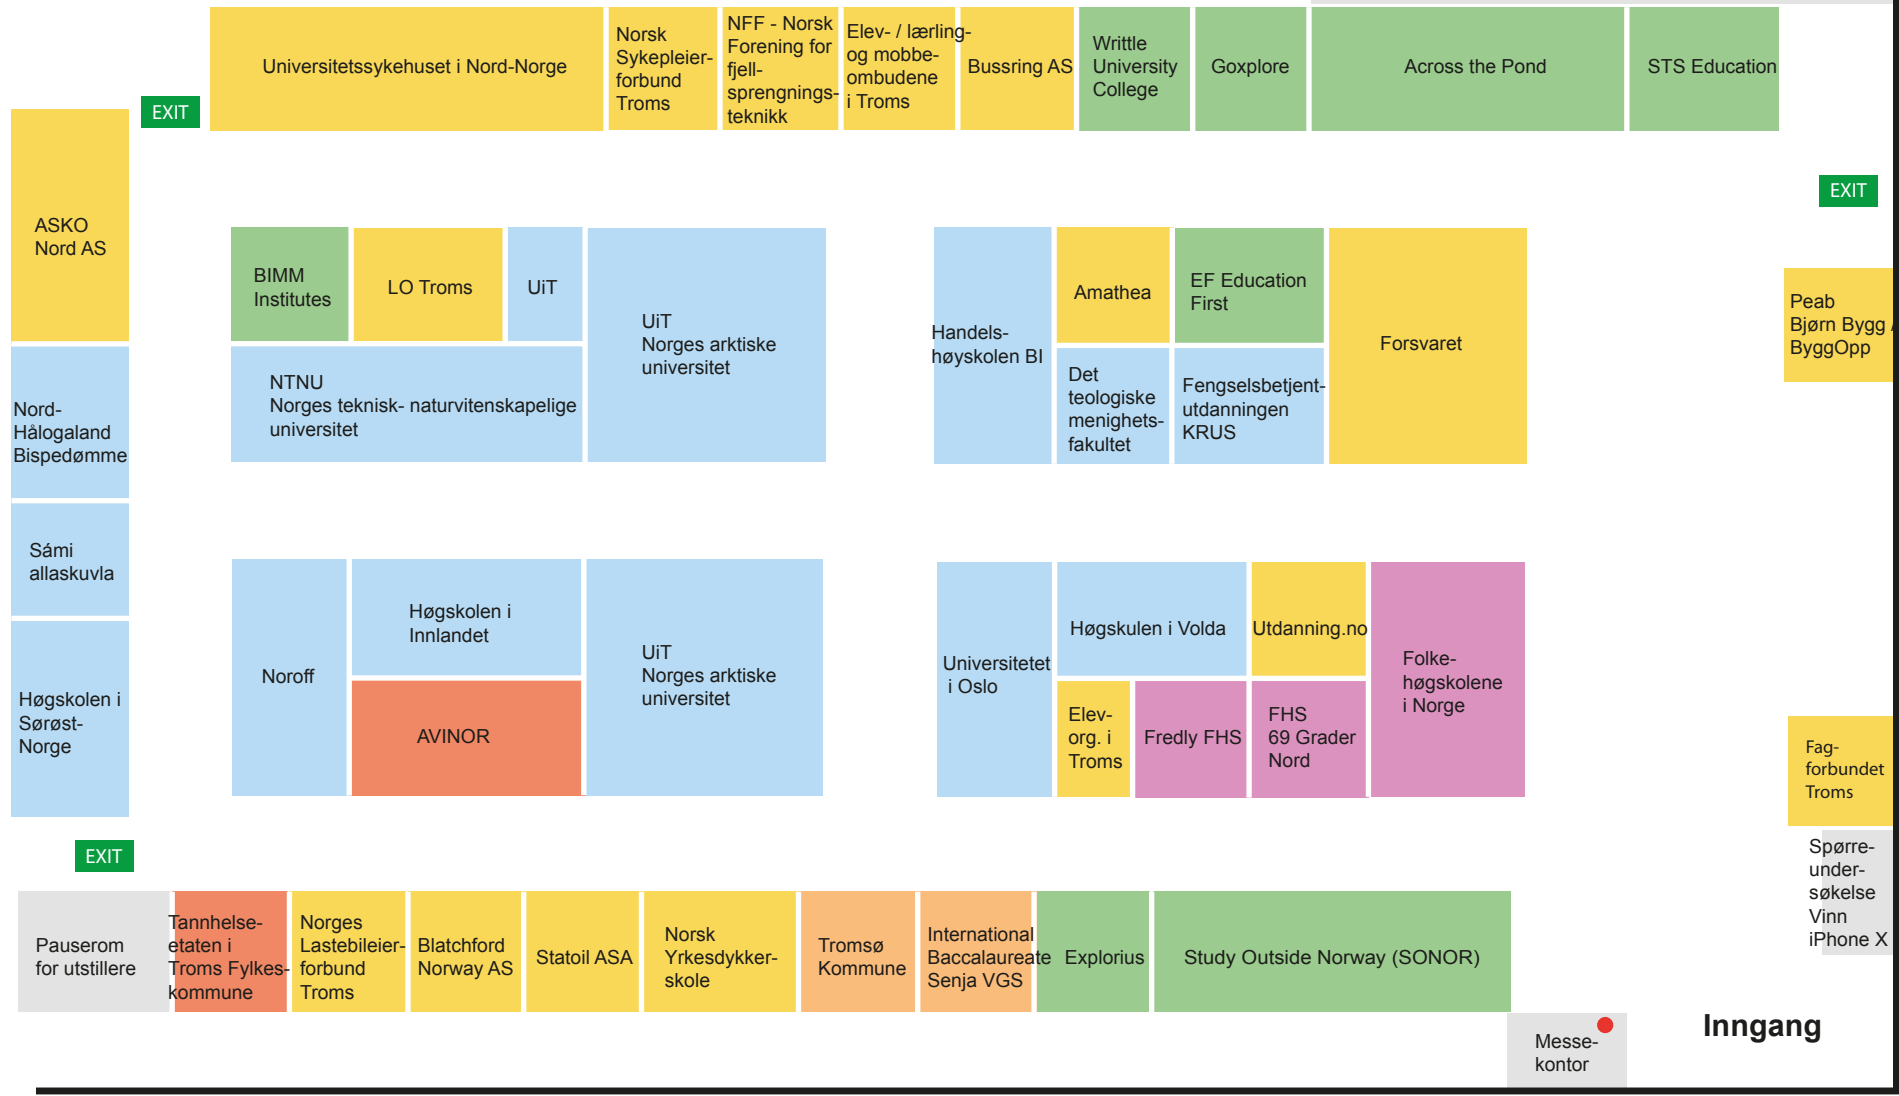 Universitetssykehuset i Nord-Norge
Norsk
Sykepleier-
forbund
Troms
NFF - Norsk
Forening for
fjell-
sprengnings-
teknikk
Elev- / lærling-
og mobbe-
ombudene
i Troms
Bussring AS
Writtle
University
College
Goxplore
Across the Pond
STS Education
EXIT
EXIT
ASKO
Nord AS
Nord-
Hålogaland
Bispedømme
Sámi
allaskuvla
Høgskolen i
Sørøst-
Norge
EXIT
BIMM
Institutes
LO Troms
UiT
UiT
Norges arktiske
universitet
NTNU
Norges teknisk- naturvitenskapelige
universitet
Handels-
høyskolen BI
Amathea
EF Education
First
Forsvaret
Det
teologiske
menighets-
fakultet
Fengselsbetjent-
utdanningen
KRUS
Peab
Bjørn Bygg
ByggOpp
Noroff
Høgskolen i
Innlandet
AVINOR
UiT
Norges arktiske
universitet
Universitetet
i Oslo
Høgskulen i Volda
Utdanning.no
Folke-
høgskolene
i Norge
Elev-
org. i
Troms
Fredly FHS
FHS
69 Grader
Nord
Fag-
forbundet
Troms
Spørre-
under-
søkelse
Vinn
iPhone X
Pauserom
for utstillere
Tannhelse-
etaten i
Troms Fylkes-
kommune
Norges
Lastebileier-
forbund
Troms
Blatchford
Norway AS
Statoil ASA
Norsk
Yrkesdykker-
skole
Tromsø
Kommune
International
Baccalaureate
Senja VGS
Explorius
Study Outside Norway (SONOR)
Messe-
kontor
Inngang